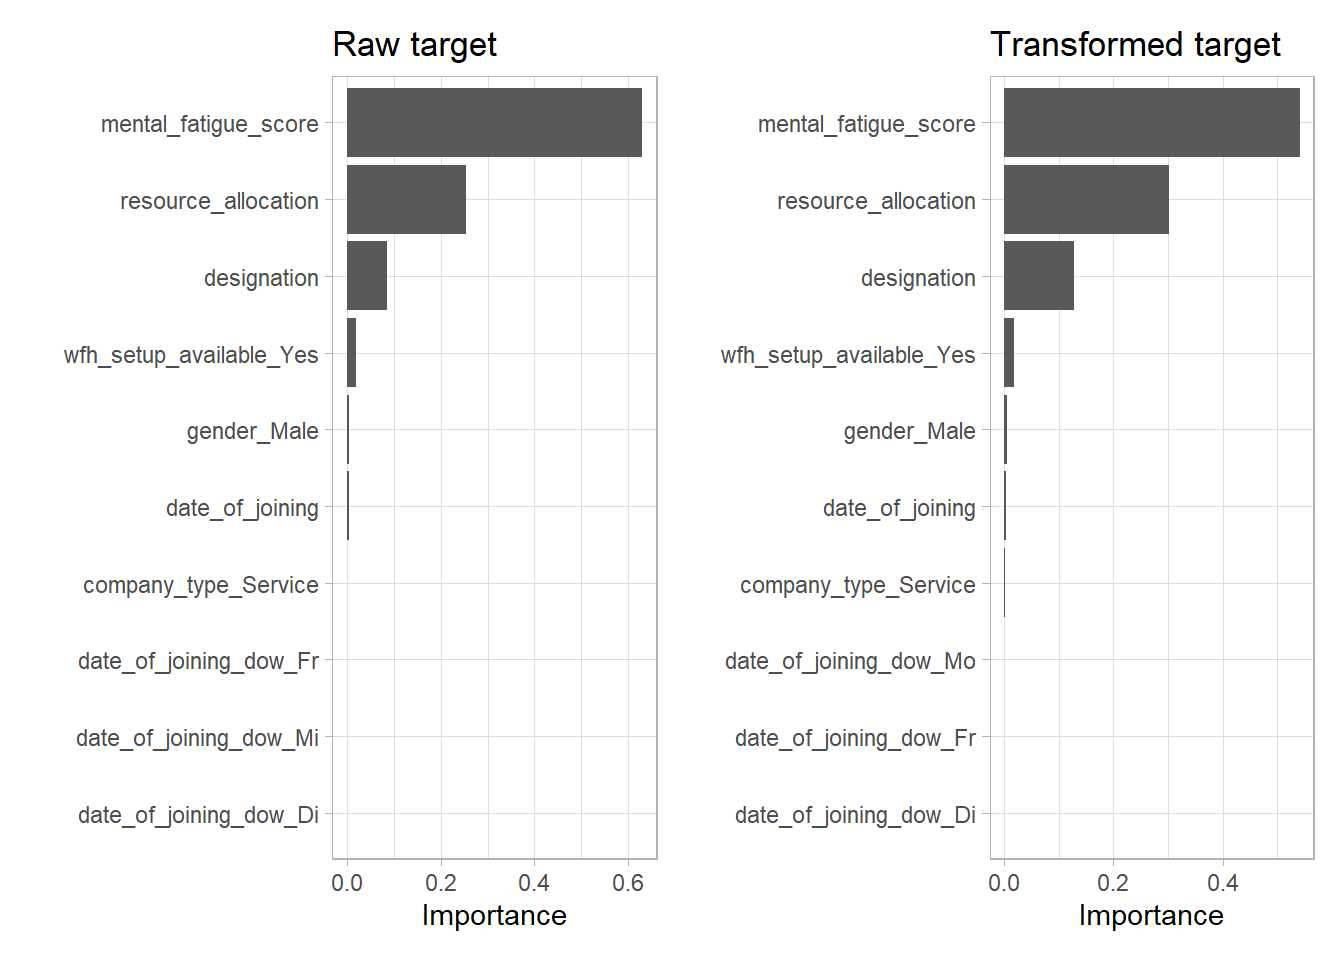 Raw target
mental_fatigue_score
resource_allocation
designation
wfh_setup_available_Yes
gender_Male
date_of_joining
company_type_Service
date_of_joining_dow_Fr
date_of_joining_dow_Mi
date_of_joining_dow_Di
0.0 0.2 0.4 0.6
Importance
Transformed target
mental_fatigue_score
resource_allocation
designation
wfh_setup_available_Yes
gender_Male
date_of_joining
company_type_Service
date_of_joining_dow_Mo
date_of_joining_dow_Fr
date_of_joining_dow_Di
0.0 0.2 0.4
Importance